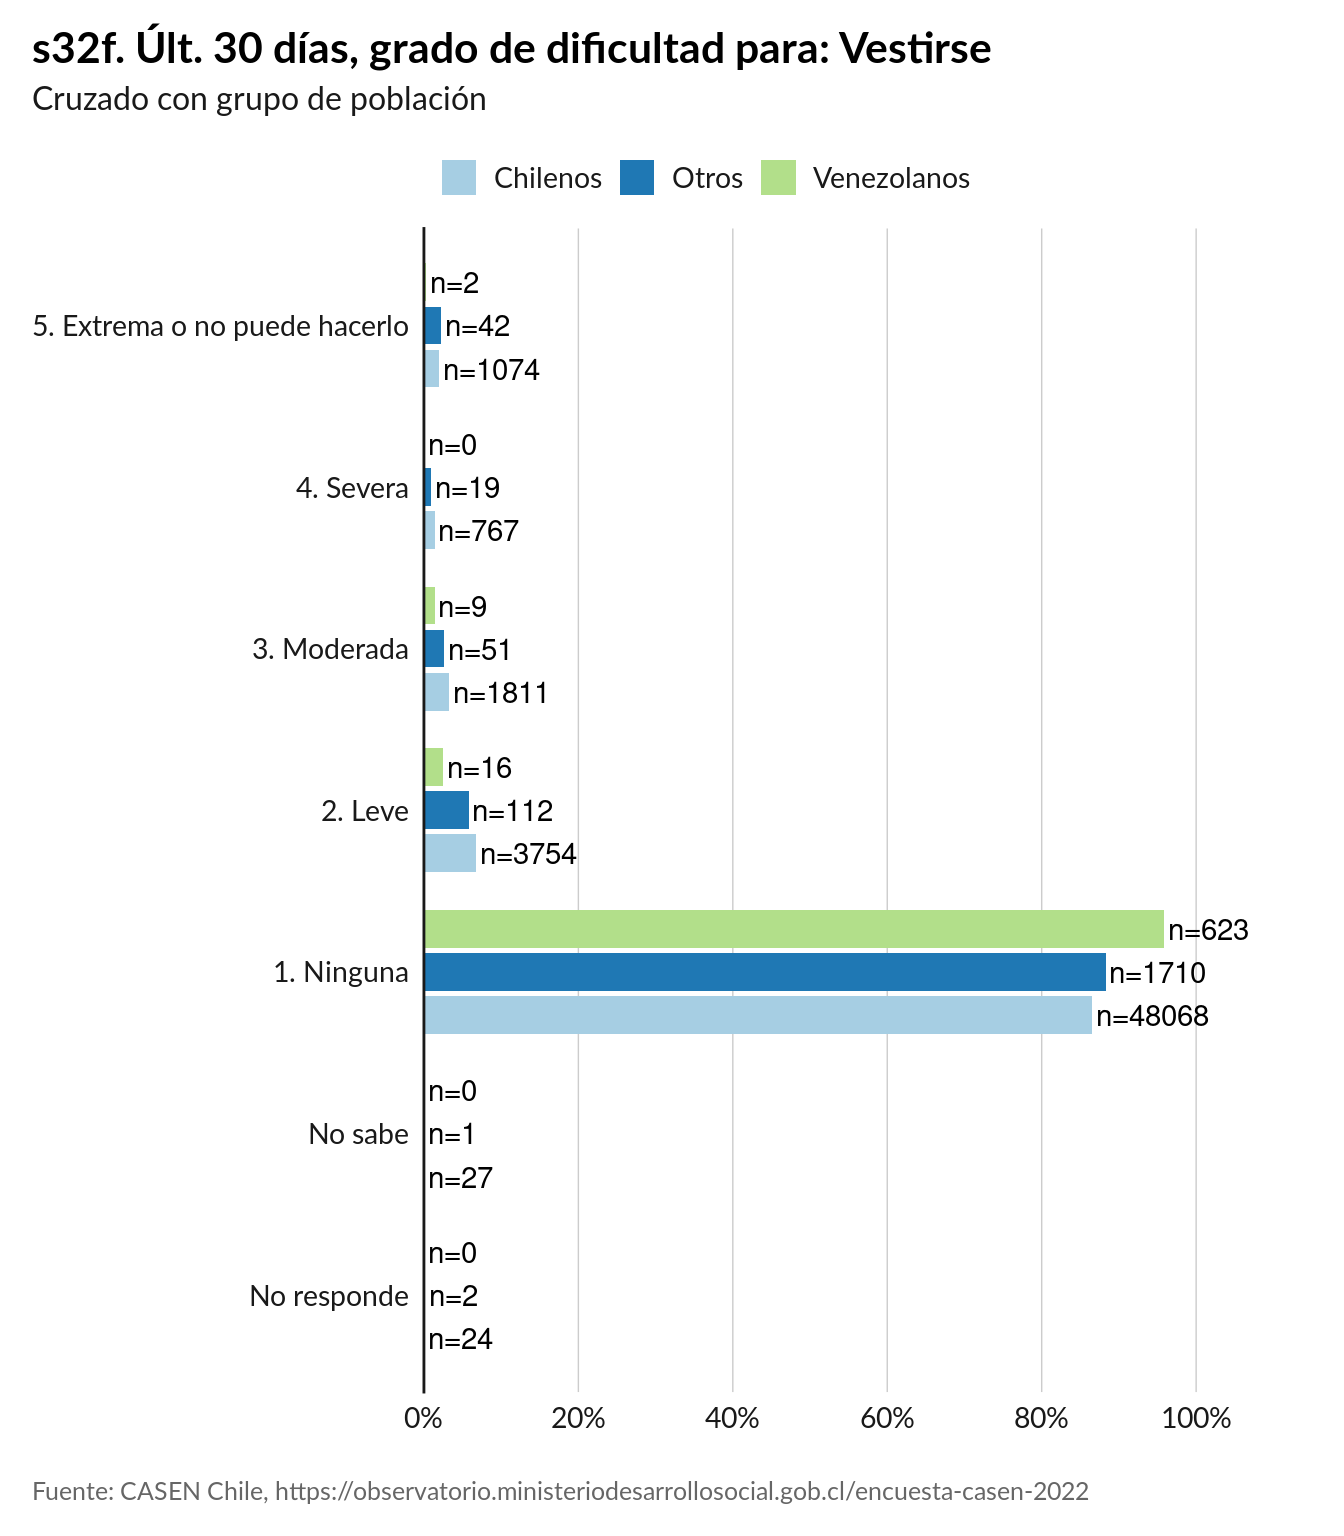 s32f. Últ. 30 días, grado de dificultad para: Vestirse
Cruzado con grupo de población
Chilenos Otros Venezolanos
n=2
5. Extrema o no puede hacerlo n=42
n=1074
n=0
4. Severa n=19
n=767
n=9
3. Moderada n=51
n=1811
n=16
2. Leve n=112
n=3754
n=623
1. Ninguna n=1710
n=48068
n=0
No sabe n=1
n=27
n=0
No responde n=2
n=24
0% 20% 40% 60% 80% 100%
Fuente: CASEN Chile, https://observatorio.ministeriodesarrollosocial.gob.cl/encuesta-casen-2022